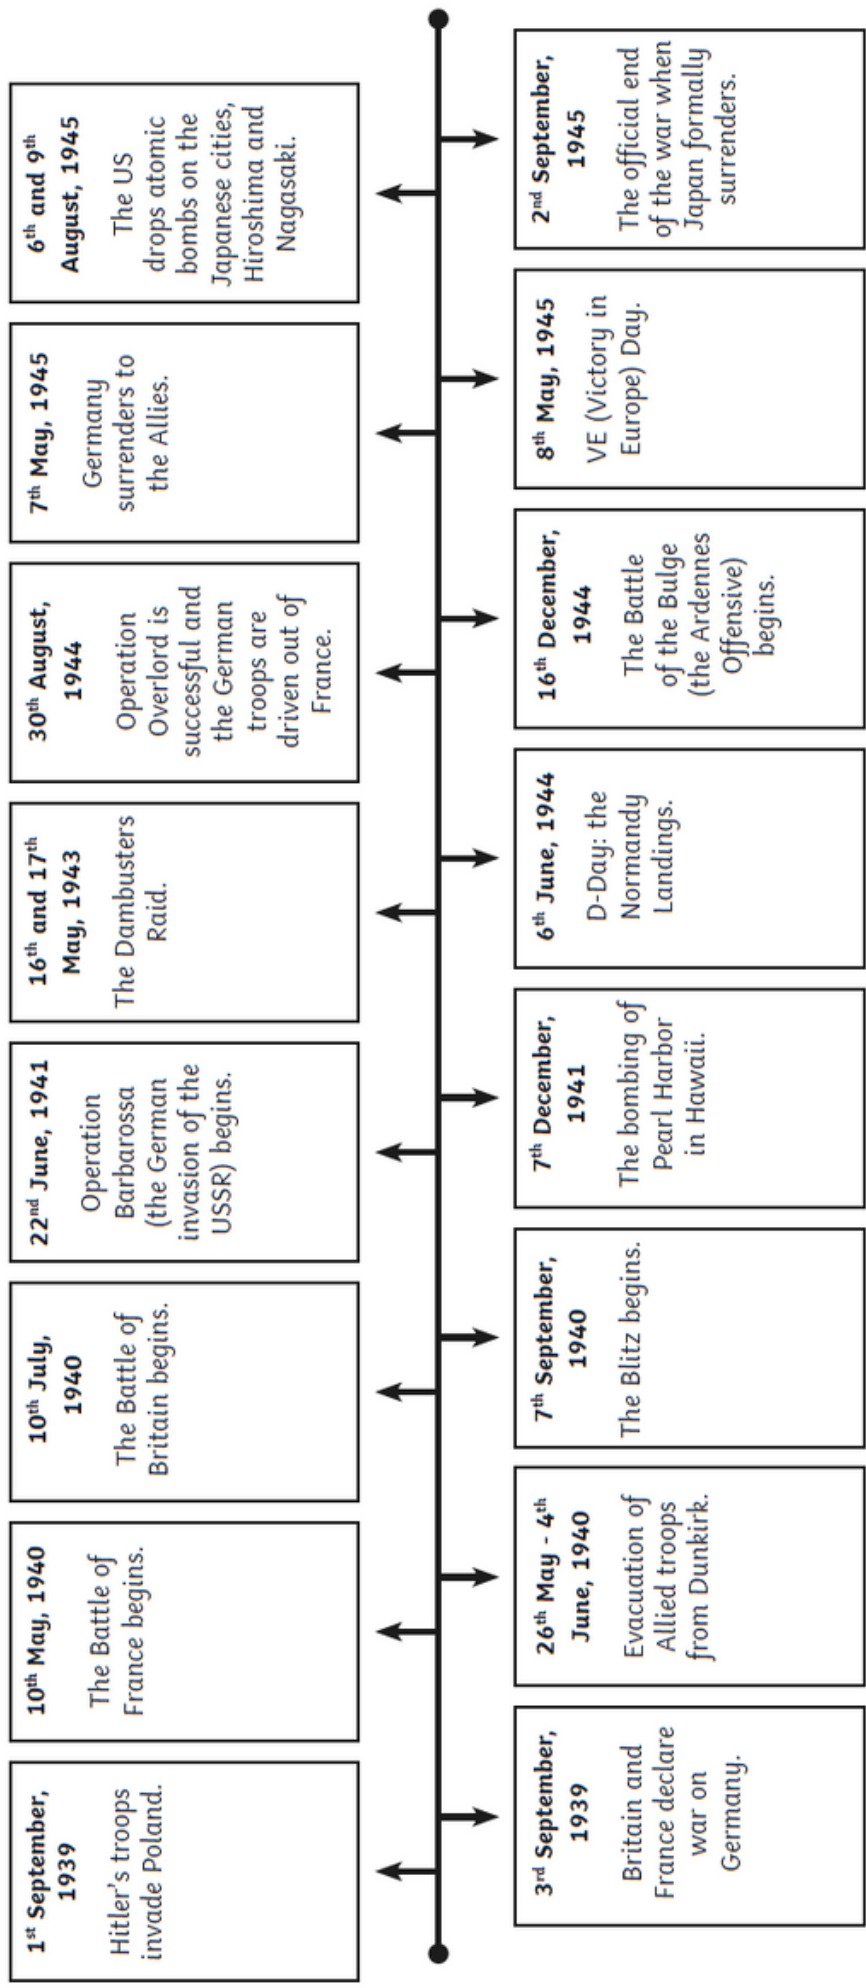 1st September,
1939
Hitler's troops
invade Poland.
3rd September,
1939
Britain and
France declare
war on
Germany.
10th May, 1940
The Battle of
France begins.
26th May - 4th
June, 1940
Evacuation of
Allied troops
from Dunkirk.
10th July,
1940
The Battle of
Britain begins.
7th September,
1940
The Blitz begins.
22nd June, 1941
Operation
Barbarossa
(the German
invasion of the
USSR) begins.
7th December,
1941
The bombing of
Pearl Harbor
in Hawaii.
16th and 17th
May, 1943
The Dambusters
Raid.
6th June, 1944
D-Day: the
Normandy
Landings.
30th August,
1944
Operation
Overlord is
successful and
the German
troops are
driven out of
France.
16th December,
1944
The Battle
of the Bulge
(the Ardennes
Offensive)
begins.
7th May, 1945
Germany
surrenders to
the Allies.
8th May, 1945
VE (Victory in
Europe) Day.
6th and 9th
August, 1945
The US
drops atomic
bombs on the
Japanese cities,
Hiroshima and
Nagasaki.
2nd September,
1945
The official end
of the war when
Japan formally
surrenders.